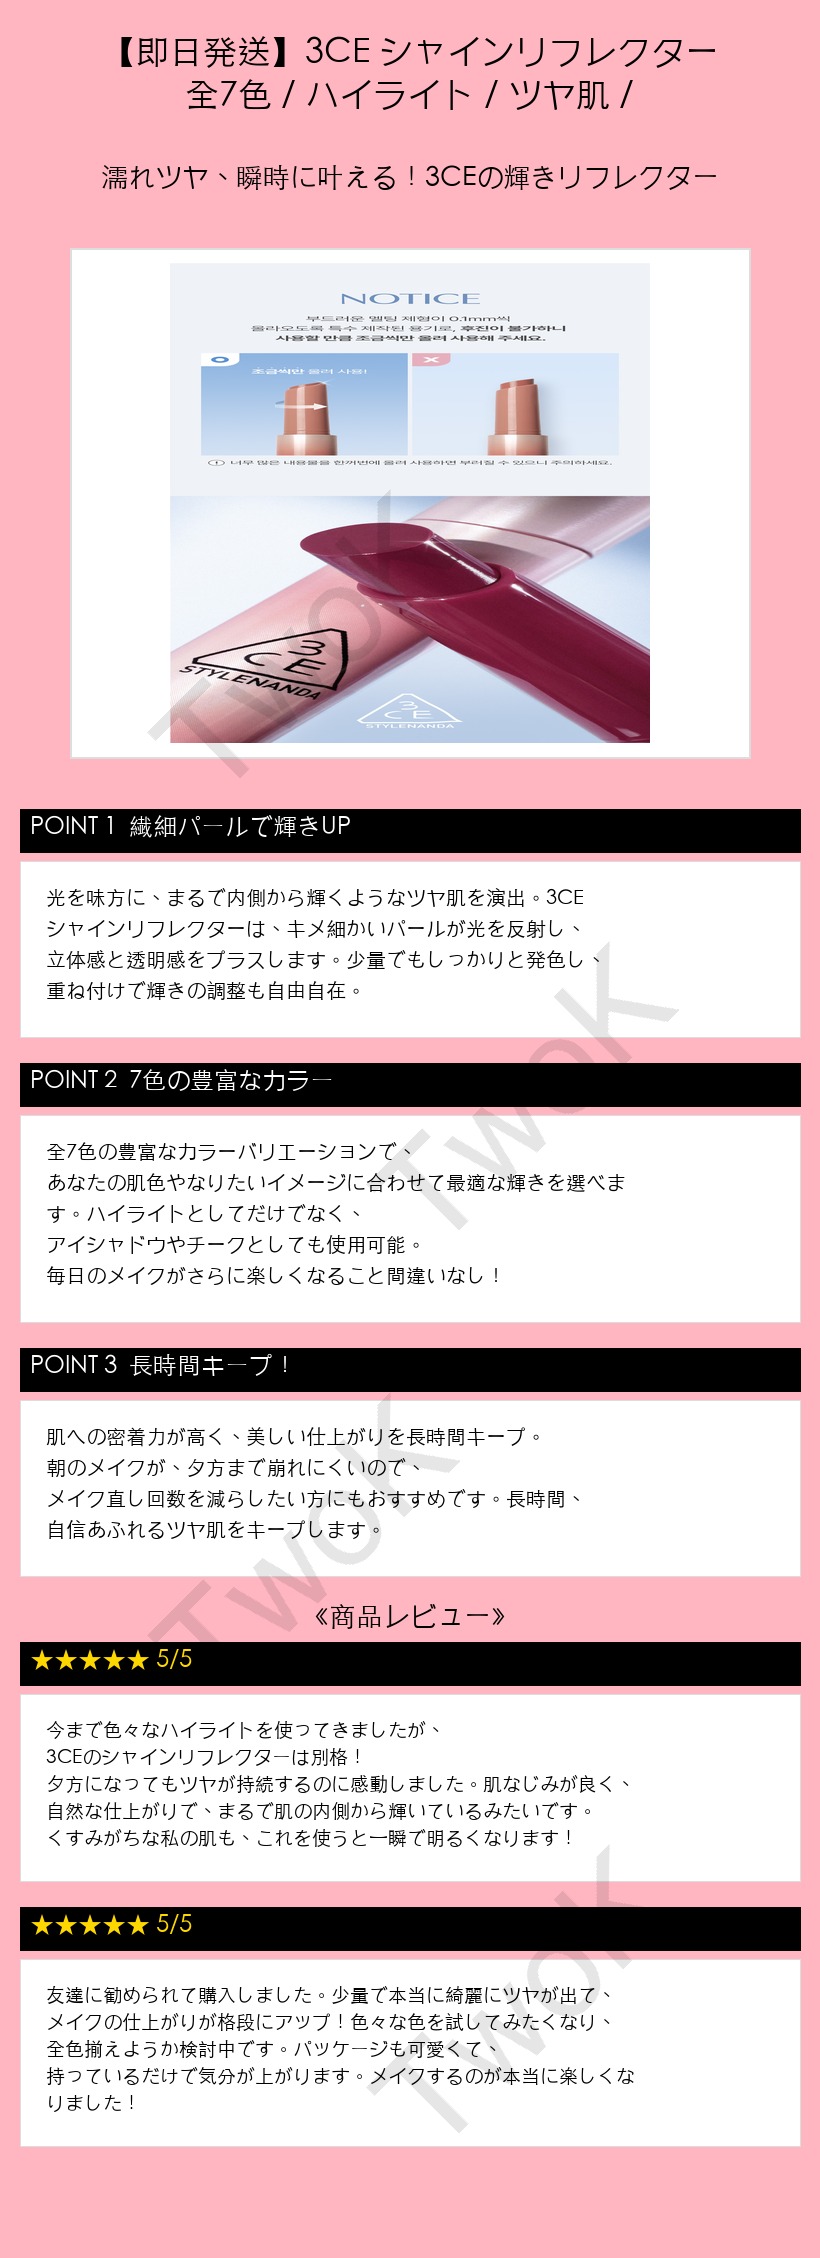 【即日発送】3CE シャインリフレクター
全7色 / ハイライト / ツヤ肌 /
濡れツヤ、瞬時に叶える！3CEの輝きリフレクター
NOTICE
부드러운 멜팅 제형이 0.1mm씩
올라오도록 특수 제작된 용기로, 후진이 불가하니
사용할 만큼 조금씩만 올려 사용해 주세요.
조금씩만 올려 사용!
너무 많은 내용물을 한꺼번에 올려 사용하면 부러질 수 있으니 주의하세요.
3CE
STYLENANDA
3CE
STYLENANDA
TwoK
POINT 1 繊細パールで輝きUP
光を味方に、まるで内側から輝くようなツヤ肌を演出。3CE
シャインリフレクターは、キメ細かいパールが光を反射し、
立体感と透明感をプラスします。少量でもしっかりと発色し、
重ね付けで輝きの調整も自由自在。
TwoK
POINT 2 7色の豊富なカラー
全7色の豊富なカラーバリエーションで、
あなたの肌色やなりたいイメージに合わせて最適な輝きを選べま
す。ハイライトとしてだけでなく、
アイシャドウやチークとしても使用可能。
毎日のメイクがさらに楽しくなること間違いなし！
POINT 3 長時間キープ！
肌への密着力が高く、美しい仕上がりを長時間キープ。
朝のメイクが、夕方まで崩れにくいので、
メイク直し回数を減らしたい方にもおすすめです。長時間、
自信あふれるツヤ肌をキープします。
TwoK
《商品レビュー》
★★★★★ 5/5
今まで色々なハイライトを使ってきましたが、
3CEのシャインリフレクターは別格！
夕方になってもツヤが持続するのに感動しました。肌なじみが良く、
自然な仕上がりで、まるで肌の内側から輝いているみたいです。
くすみがちな私の肌も、これを使うと一瞬で明るくなります！
★★★★★ 5/5
友達に勧められて購入しました。少量で本当に綺麗にツヤが出て、
メイクの仕上がりが格段にアップ！色々な色を試してみたくなり、
全色揃えようか検討中です。パッケージも可愛くて、
持っているだけで気分が上がります。メイクするのが本当に楽しくな
りました！
TwoK